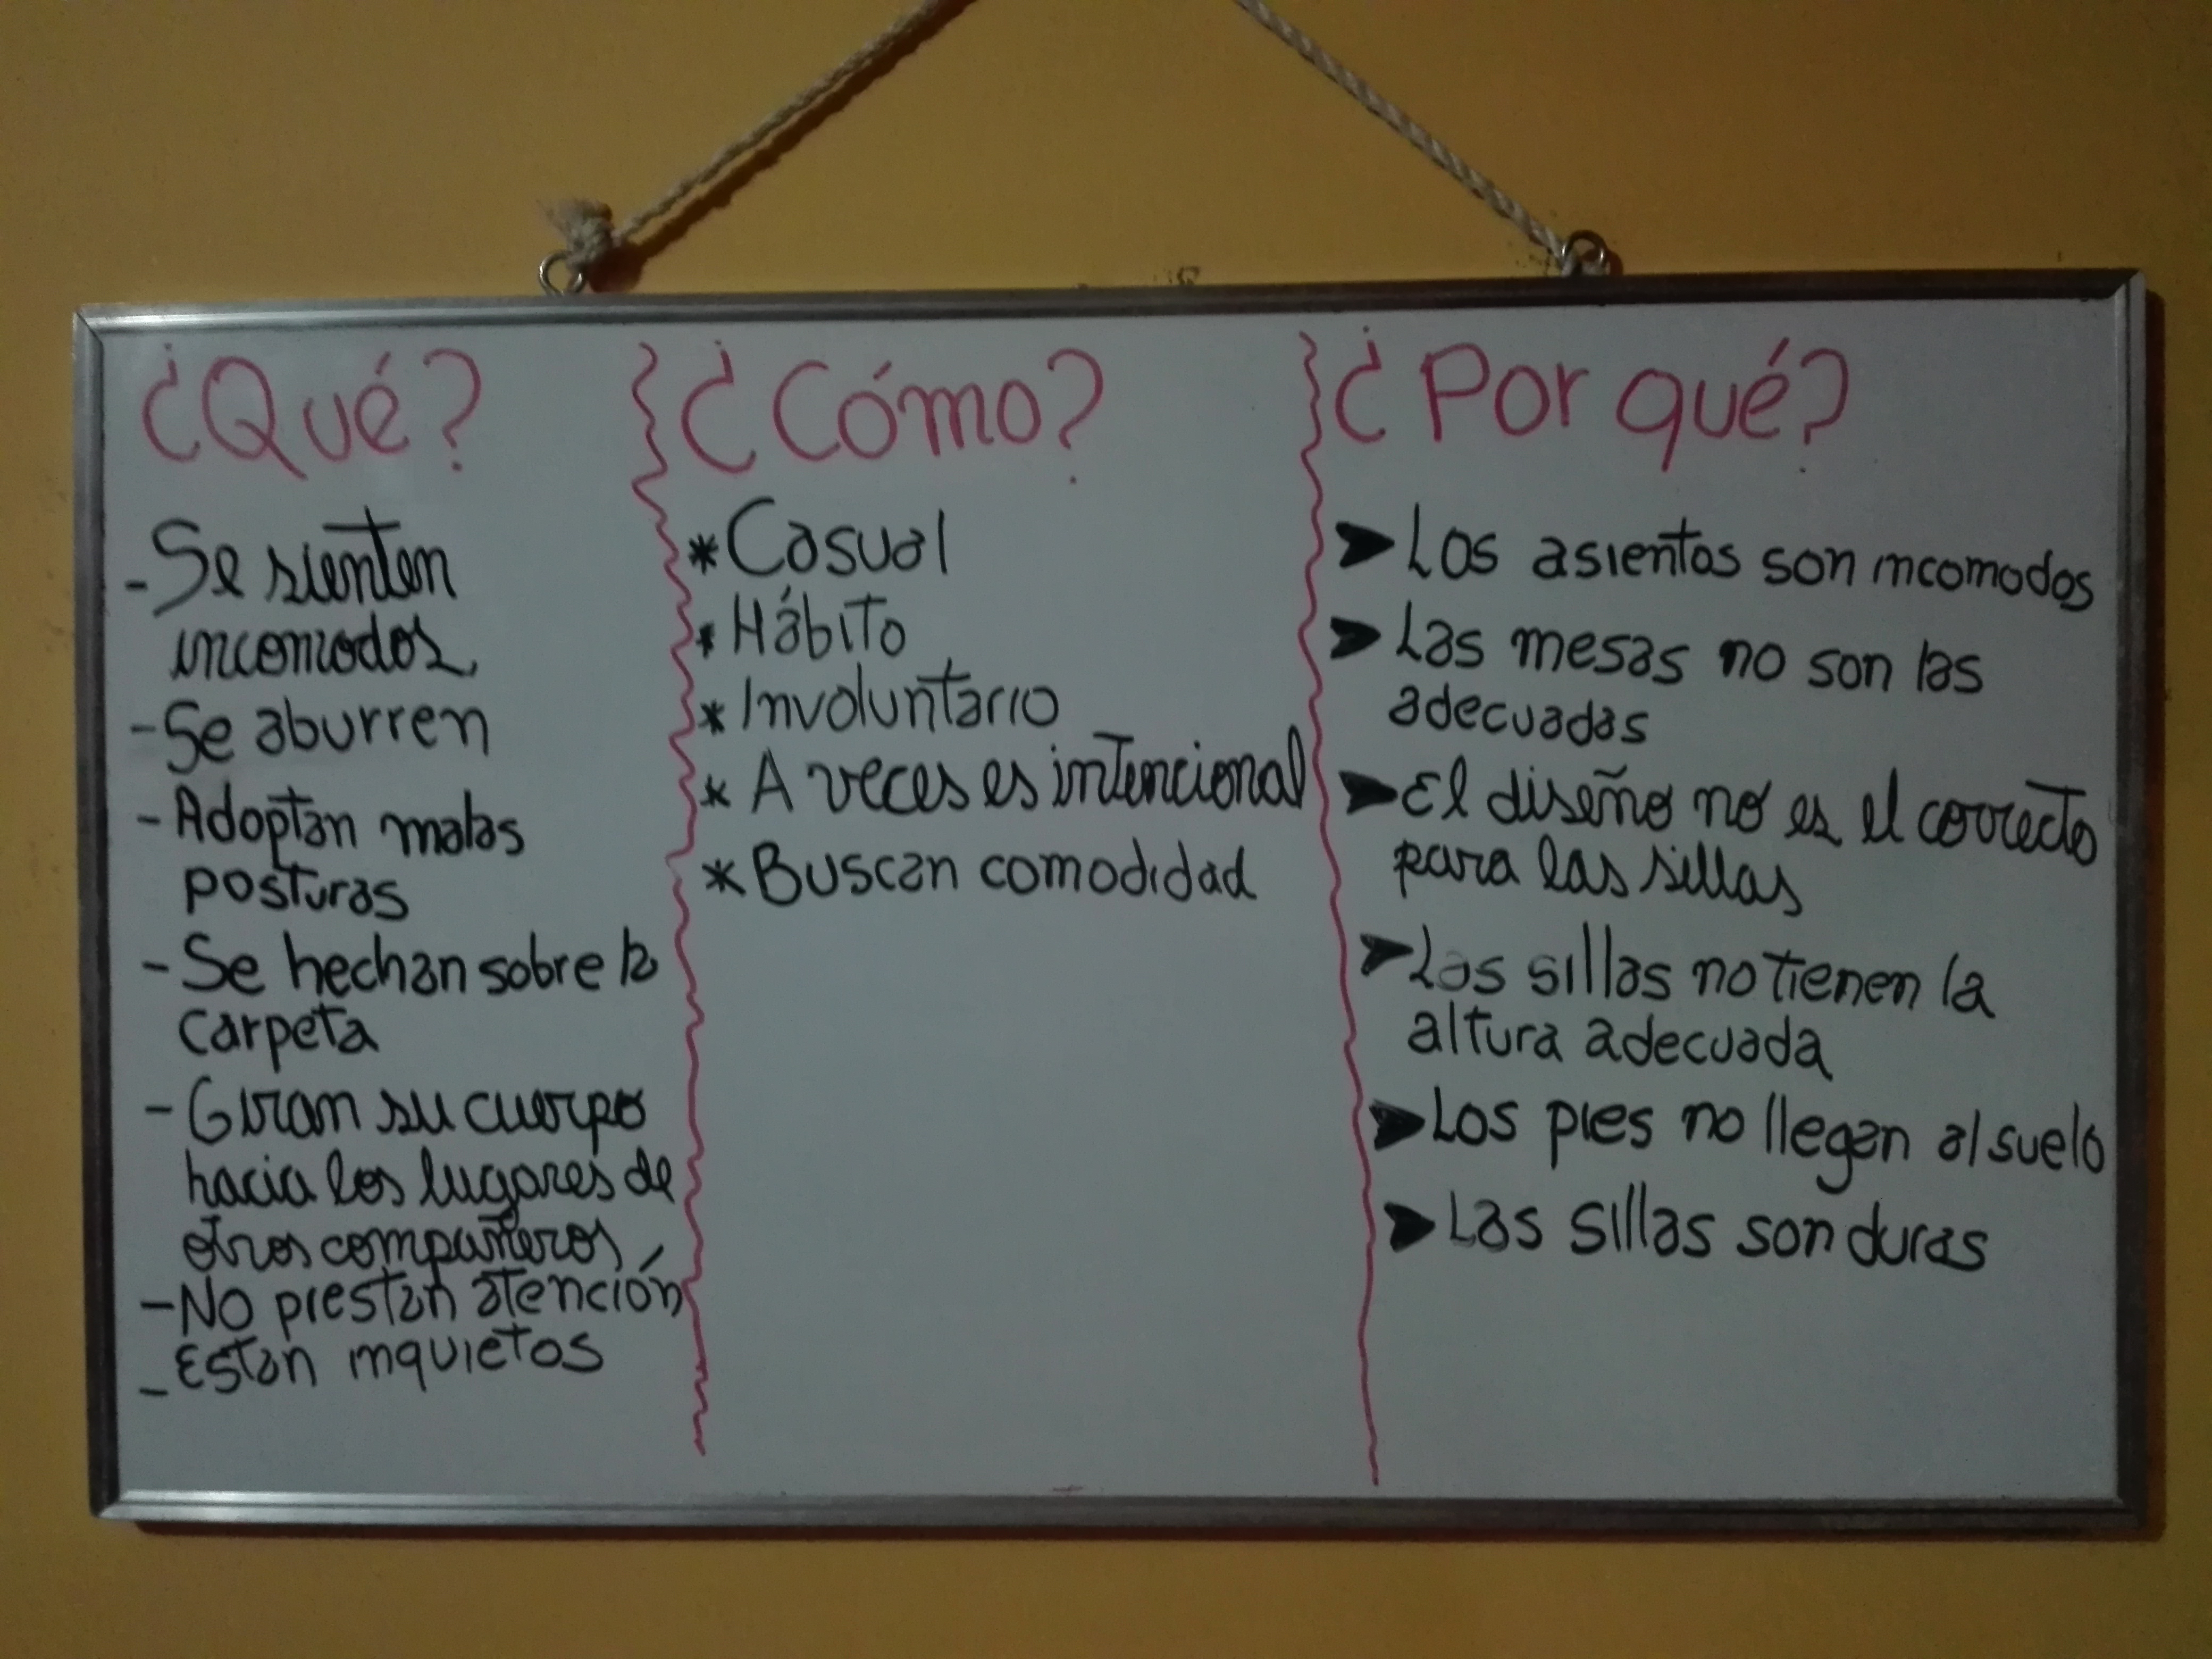 ¿Qué?
- Se sienten
incomodos
- Se aburren
- Adoptan malas
posturas
- Se hechan sobre la
carpeta
- Giran su cuerpo
hacia los lugares de
otros compañeros
- No prestan atención
- Estan inquietos
¿Cómo?
* Casual
* Hábito
* Involuntario
* A veces es intencional
* Buscan comodidad
¿Por qué?
➤ Los asientos son incomodos
➤ Las mesas no son las
adecuadas
➤ El diseño no es el correcto
para las sillas
➤ Las sillas no tienen la
altura adecuada
➤ Los pies no llegan al suelo
➤ Las sillas son duras